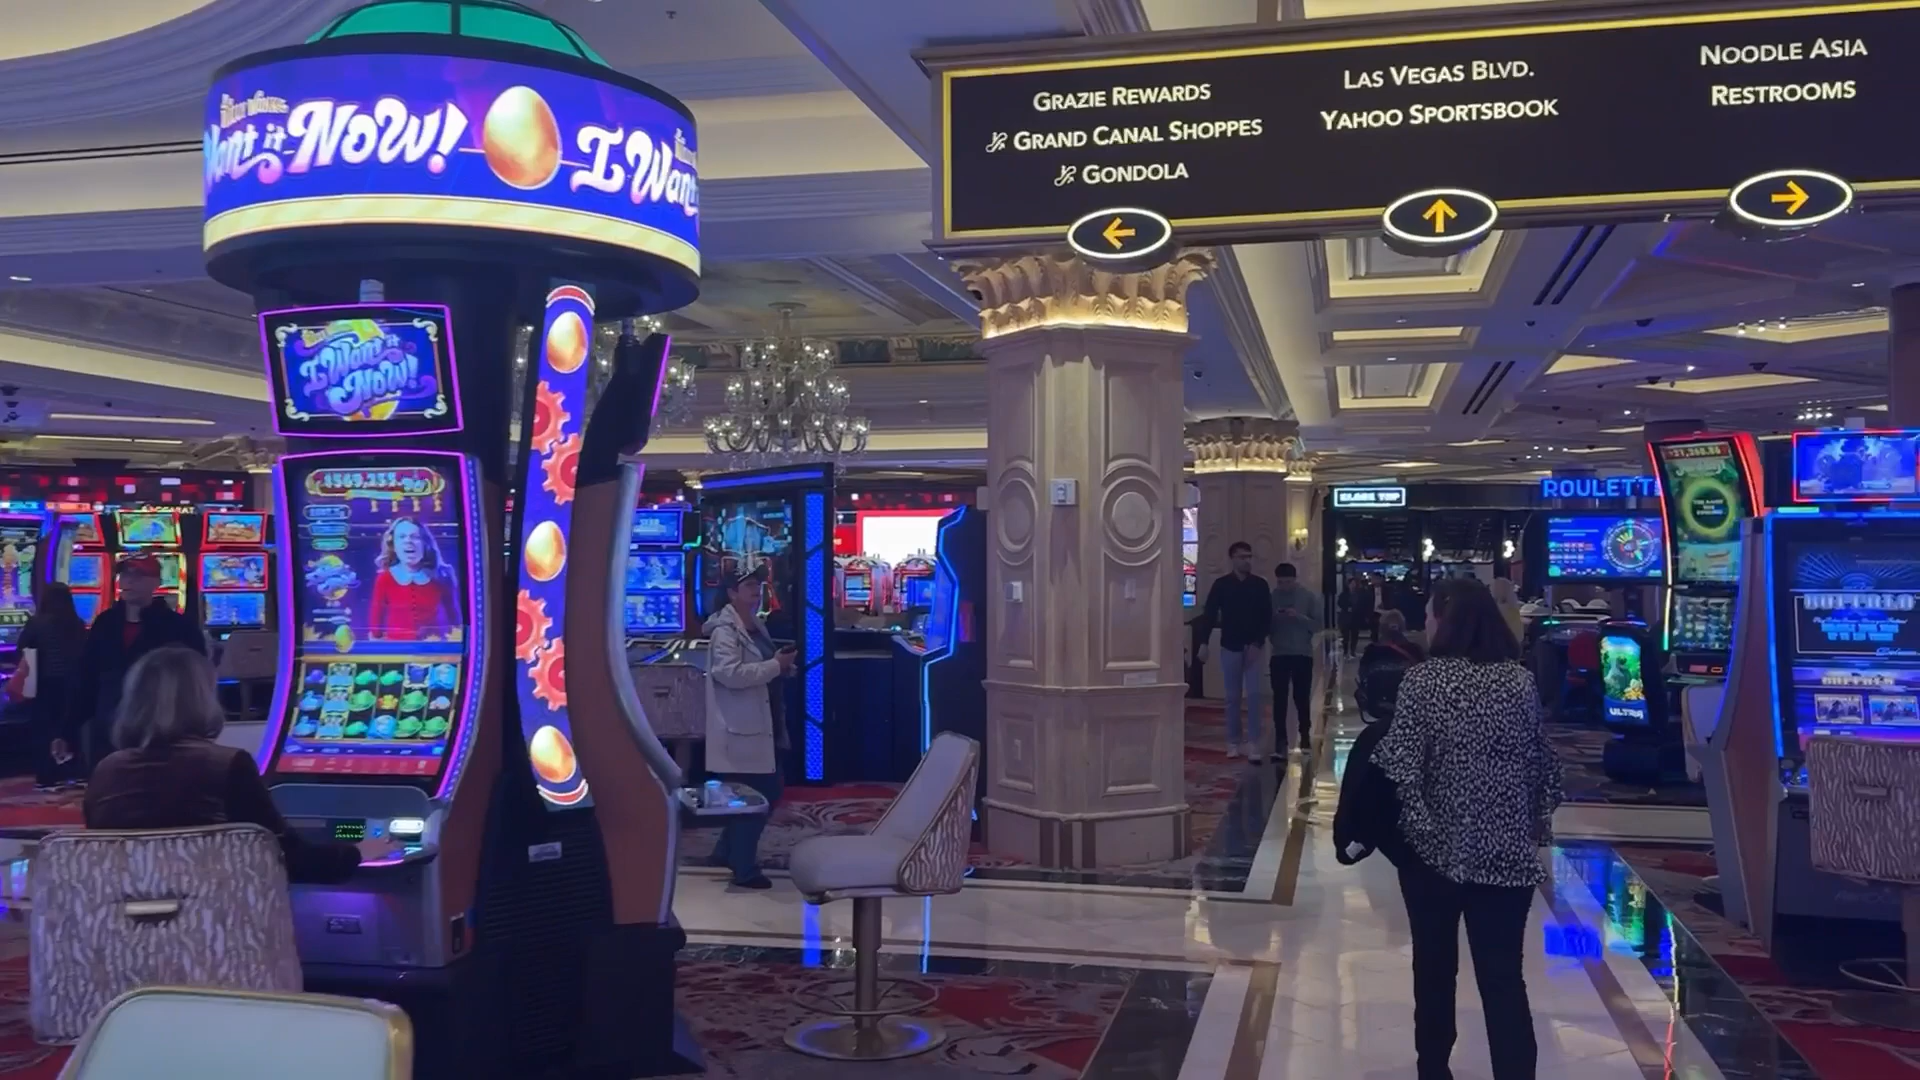 Want it Now!
I Want
I Want it
Now!
GRAZIE REWARDS
GRAND CANAL SHOPPES
GONDOLA
LAS VEGAS BLVD.
YAHOO SPORTSBOOK
NOODLE ASIA
RESTROOMS
ROULETTE
BUFFALO
ULTRA